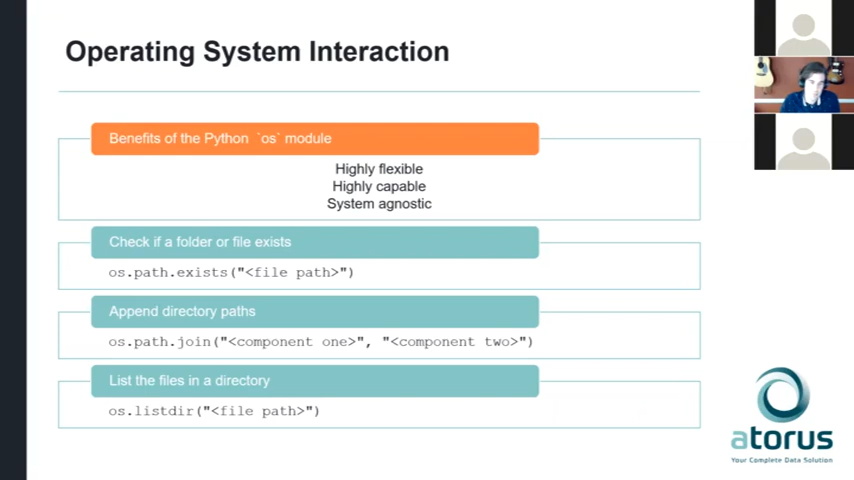 Operating System Interaction
Benefits of the Python `os` module
Highly flexible
Highly capable
System agnostic
Check if a folder or file exists
os.path.exists("<file path>")
Append directory paths
os.path.join("<component one>", "<component two>")
List the files in a directory
os.listdir("<file path>")
atorus
Your Complete Data Solution